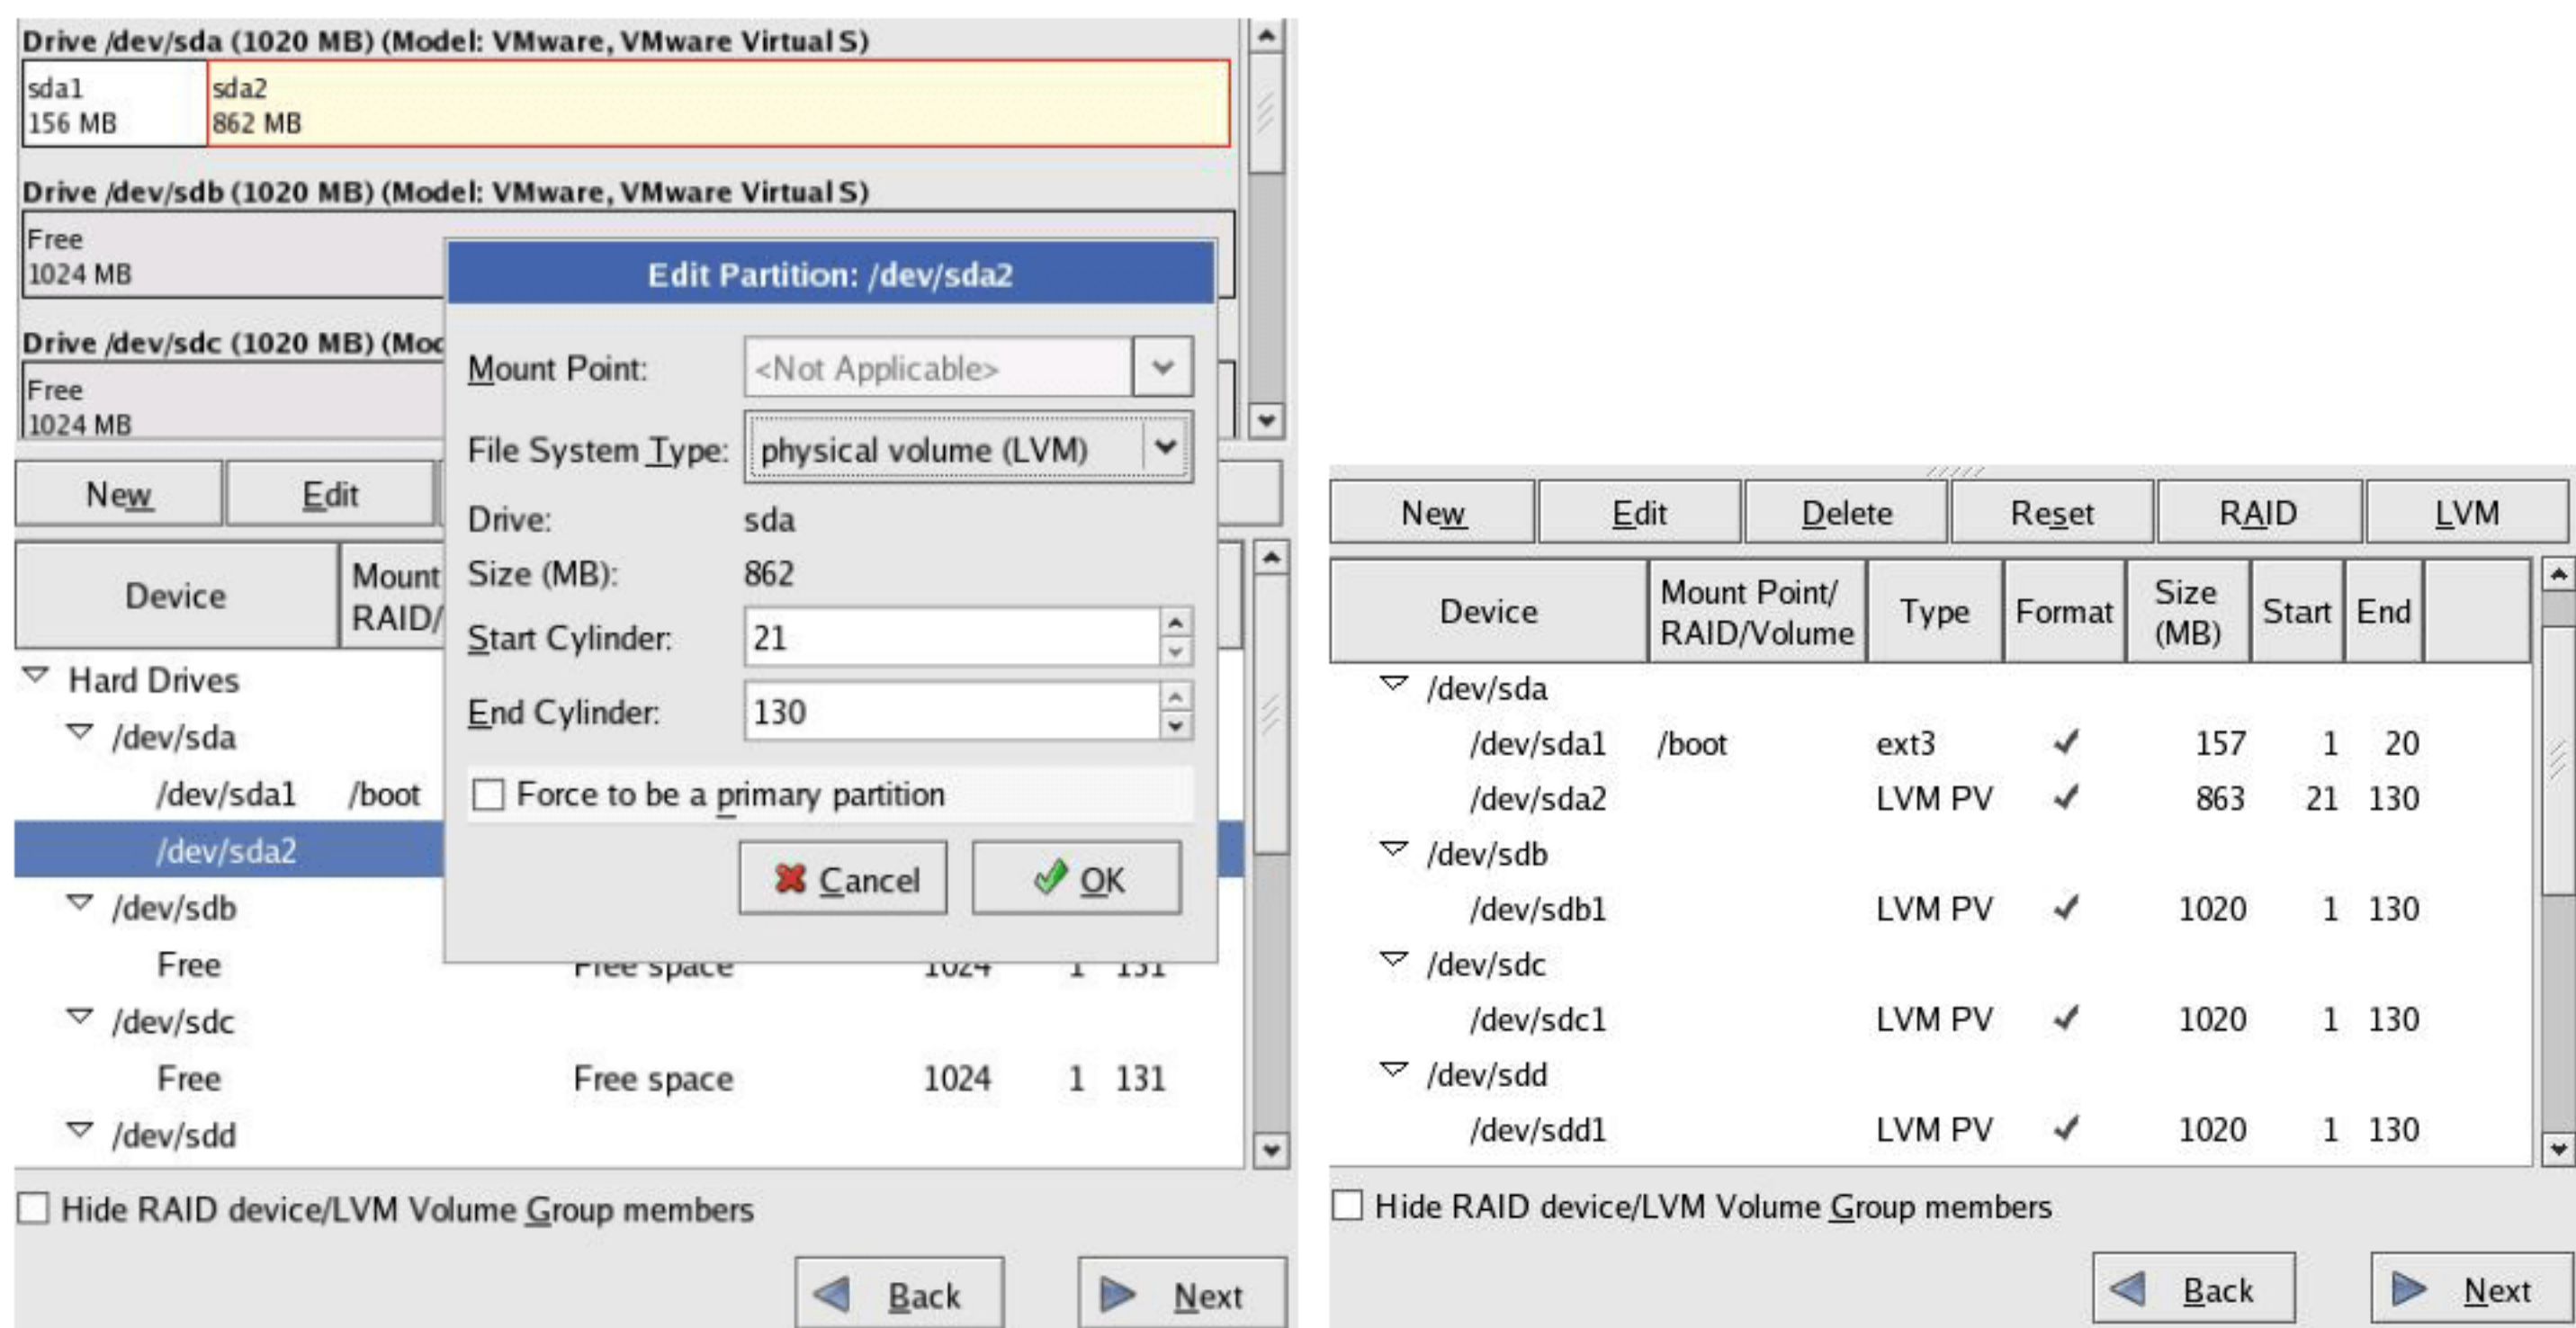 Drive /dev/sda (1020 MB) (Model: VMware, VMware Virtual S)
sda1
156 MB
sda2
862 MB
Drive /dev/sdb (1020 MB) (Model: VMware, VMware Virtual S)
Free
1024 MB
Drive /dev/sdc (1020 MB) (Mod
Free
1024 MB
New Edit
Device
Mount
RAID/
Hard Drives
/dev/sda
/dev/sda1 /boot
/dev/sda2
/dev/sdb
Free Free space 1024 1 131
/dev/sdc
Free Free space 1024 1 131
/dev/sdd
Hide RAID device/LVM Volume Group members
Back Next
Edit Partition: /dev/sda2
Mount Point: <Not Applicable>
File System Type: physical volume (LVM)
Drive: sda
Size (MB): 862
Start Cylinder: 21
End Cylinder: 130
Force to be a primary partition
Cancel OK
New Edit Delete Reset RAID LVM
Device
Mount Point/
RAID/Volume
Type
Format
Size
(MB)
Start
End
/dev/sda
/dev/sda1 /boot ext3 157 1 20
/dev/sda2 LVM PV 863 21 130
/dev/sdb
/dev/sdb1 LVM PV 1020 1 130
/dev/sdc
/dev/sdc1 LVM PV 1020 1 130
/dev/sdd
/dev/sdd1 LVM PV 1020 1 130
Hide RAID device/LVM Volume Group members
Back Next